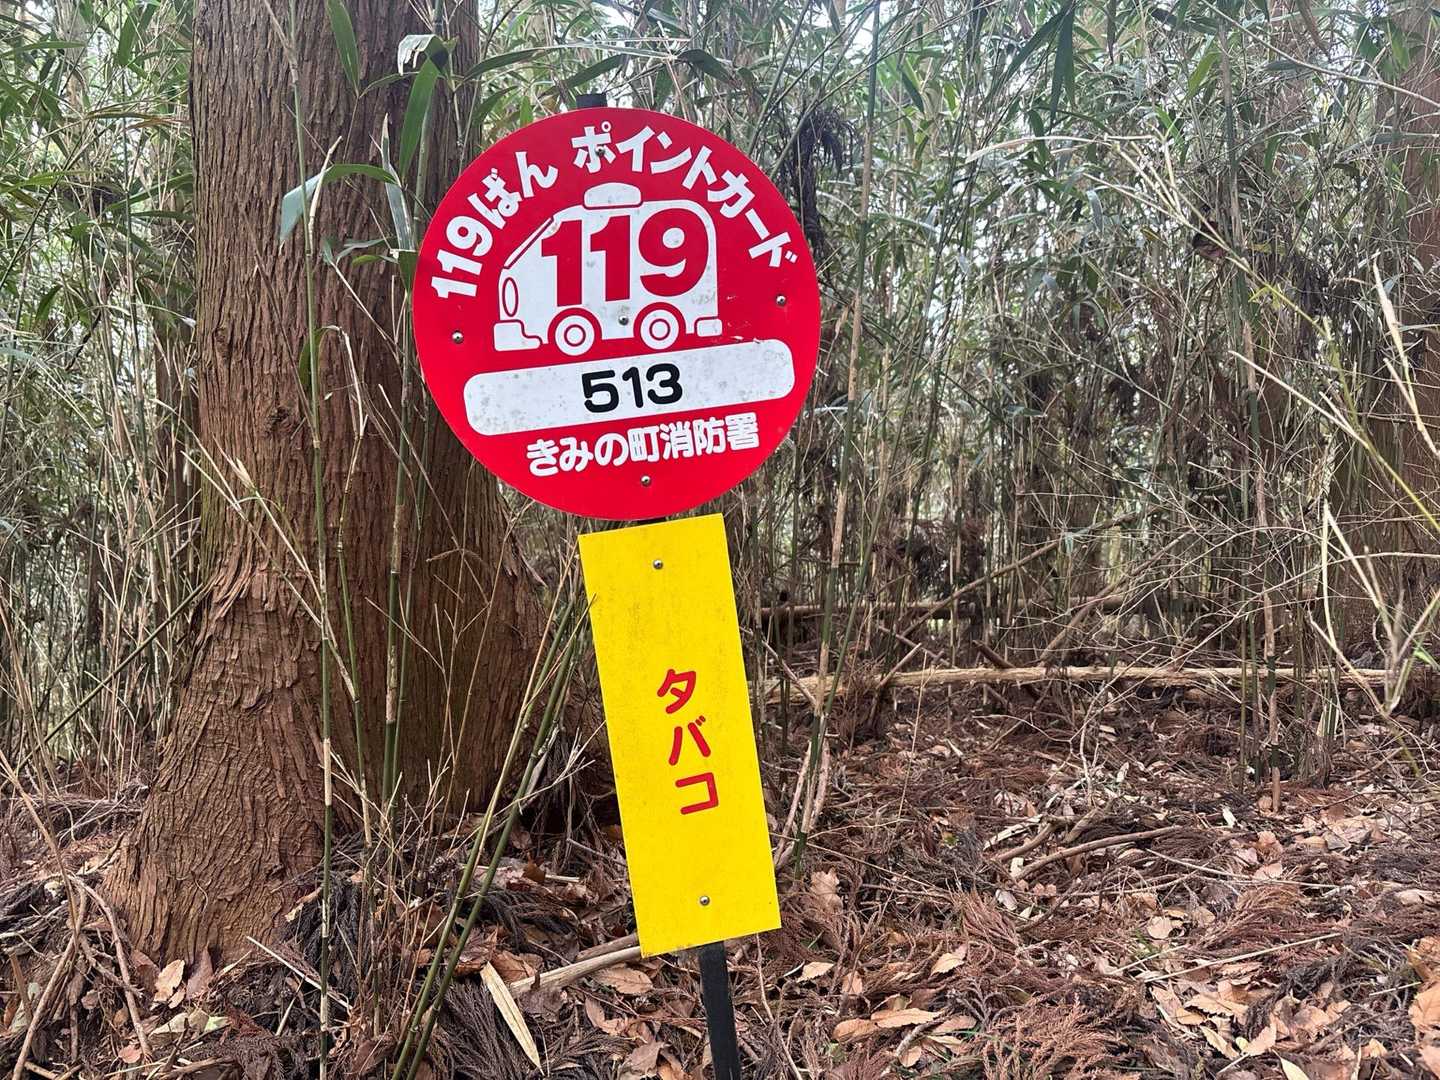 119ばん ポイントカード
119
513
きみの町消防署
タバコ